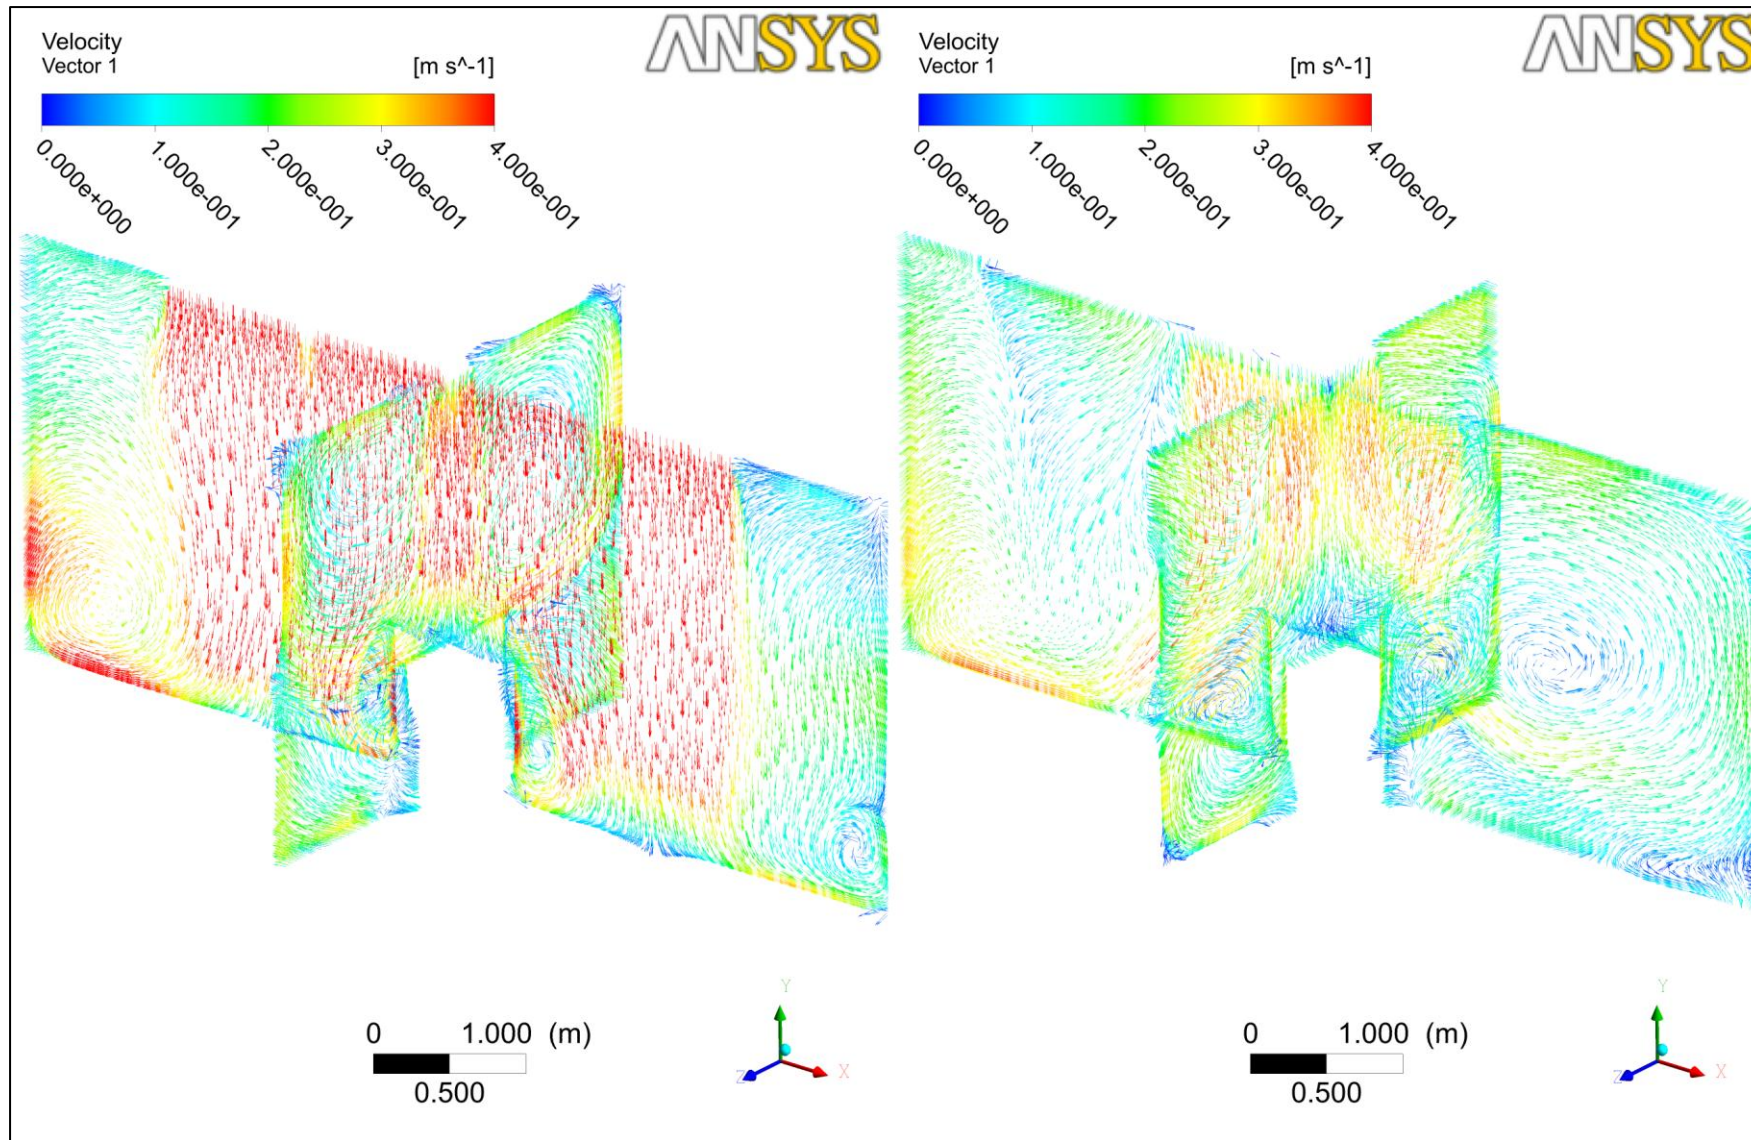 Velocity
Vector 1 [m s^-1]
ANSYS
0.000e+000
1.000e-001
2.000e-001
3.000e-001
4.000e-001
0 1.000 (m)
0.500
Y
Z
X
Velocity
Vector 1 [m s^-1]
ANSYS
0.000e+000
1.000e-001
2.000e-001
3.000e-001
4.000e-001
0 1.000 (m)
0.500
Y
Z
X